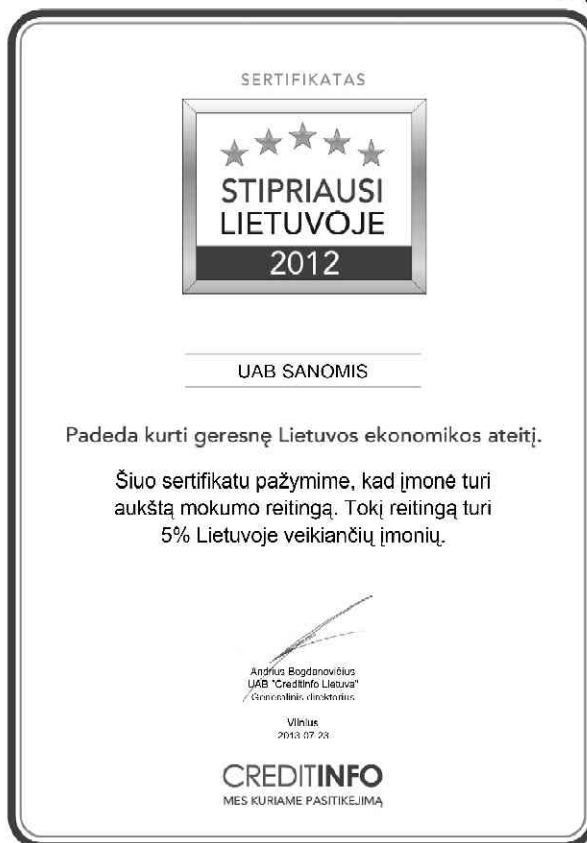 SERTIFIKATAS
STIPRIAUSI
LIETUVOJE
2012
UAB SANOMIS
Padeda kurti geresnę Lietuvos ekonomikos ateitį.
Šiuo sertifikatu pažymime, kad įmonė turi
aukštą mokumo reitingą. Tokį reitingą turi
5% Lietuvoje veikiančių įmonių.
Andrius Bogdanovičius
UAB "Creditinfo Lietuva"
Generalinis direktorius
Vilnius
2013 07 23
CREDITINFO
MES KURIAME PASITIKĖJIMĄ